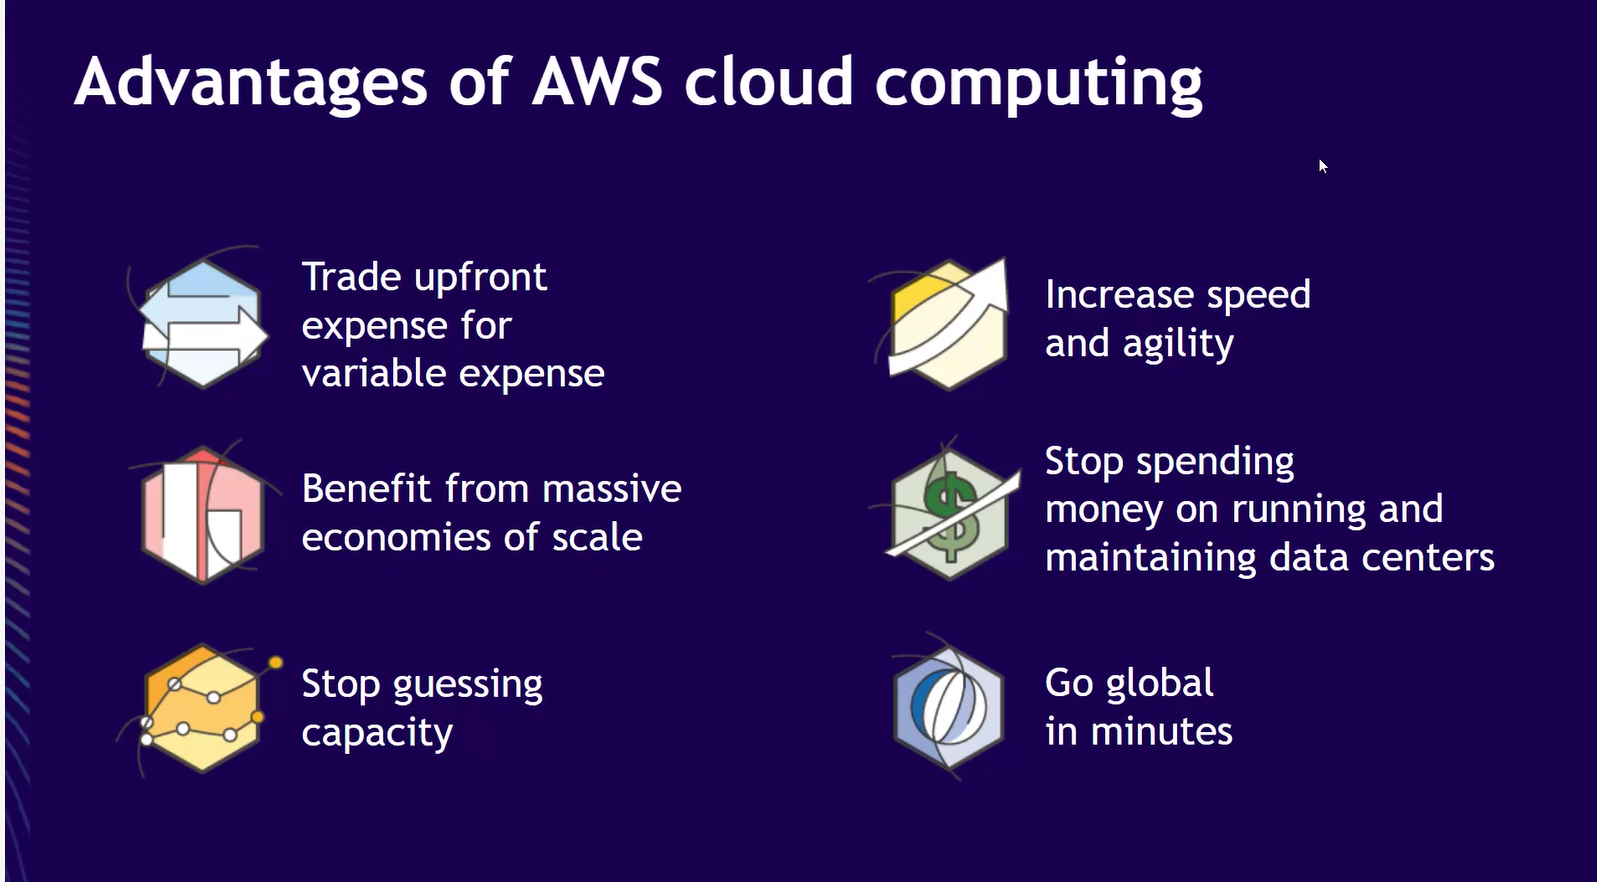 Advantages of AWS cloud computing
Trade upfront
expense for
variable expense
Increase speed
and agility
Benefit from massive
economies of scale
Stop spending
money on running and
maintaining data centers
Stop guessing
capacity
Go global
in minutes